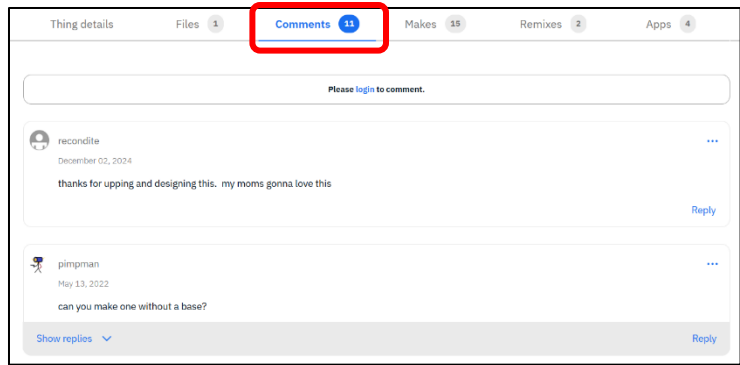 Thing details Files 1 Comments 11 Makes 15 Remixes 2 Apps 4
Please login to comment.
recondite
December 02, 2024
thanks for upping and designing this.  my moms gonna love this
Reply
pimpman
May 13, 2022
can you make one without a base?
Show replies Reply